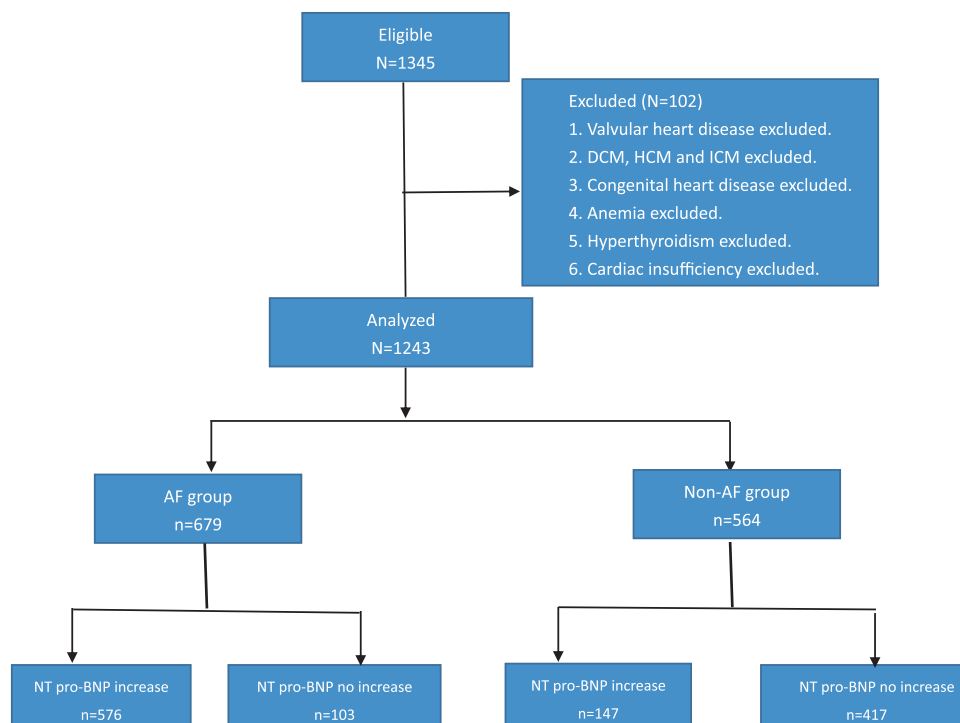 Eligible
N=1345
Excluded (N=102)
1. Valvular heart disease excluded.
2. DCM, HCM and ICM excluded.
3. Congenital heart disease excluded.
4. Anemia excluded.
5. Hyperthyroidism excluded.
6. Cardiac insufficiency excluded.
Analyzed
N=1243
AF group
n=679
Non-AF group
n=564
NT pro-BNP increase
n=576
NT pro-BNP no increase
n=103
NT pro-BNP increase
n=147
NT pro-BNP no increase
n=417